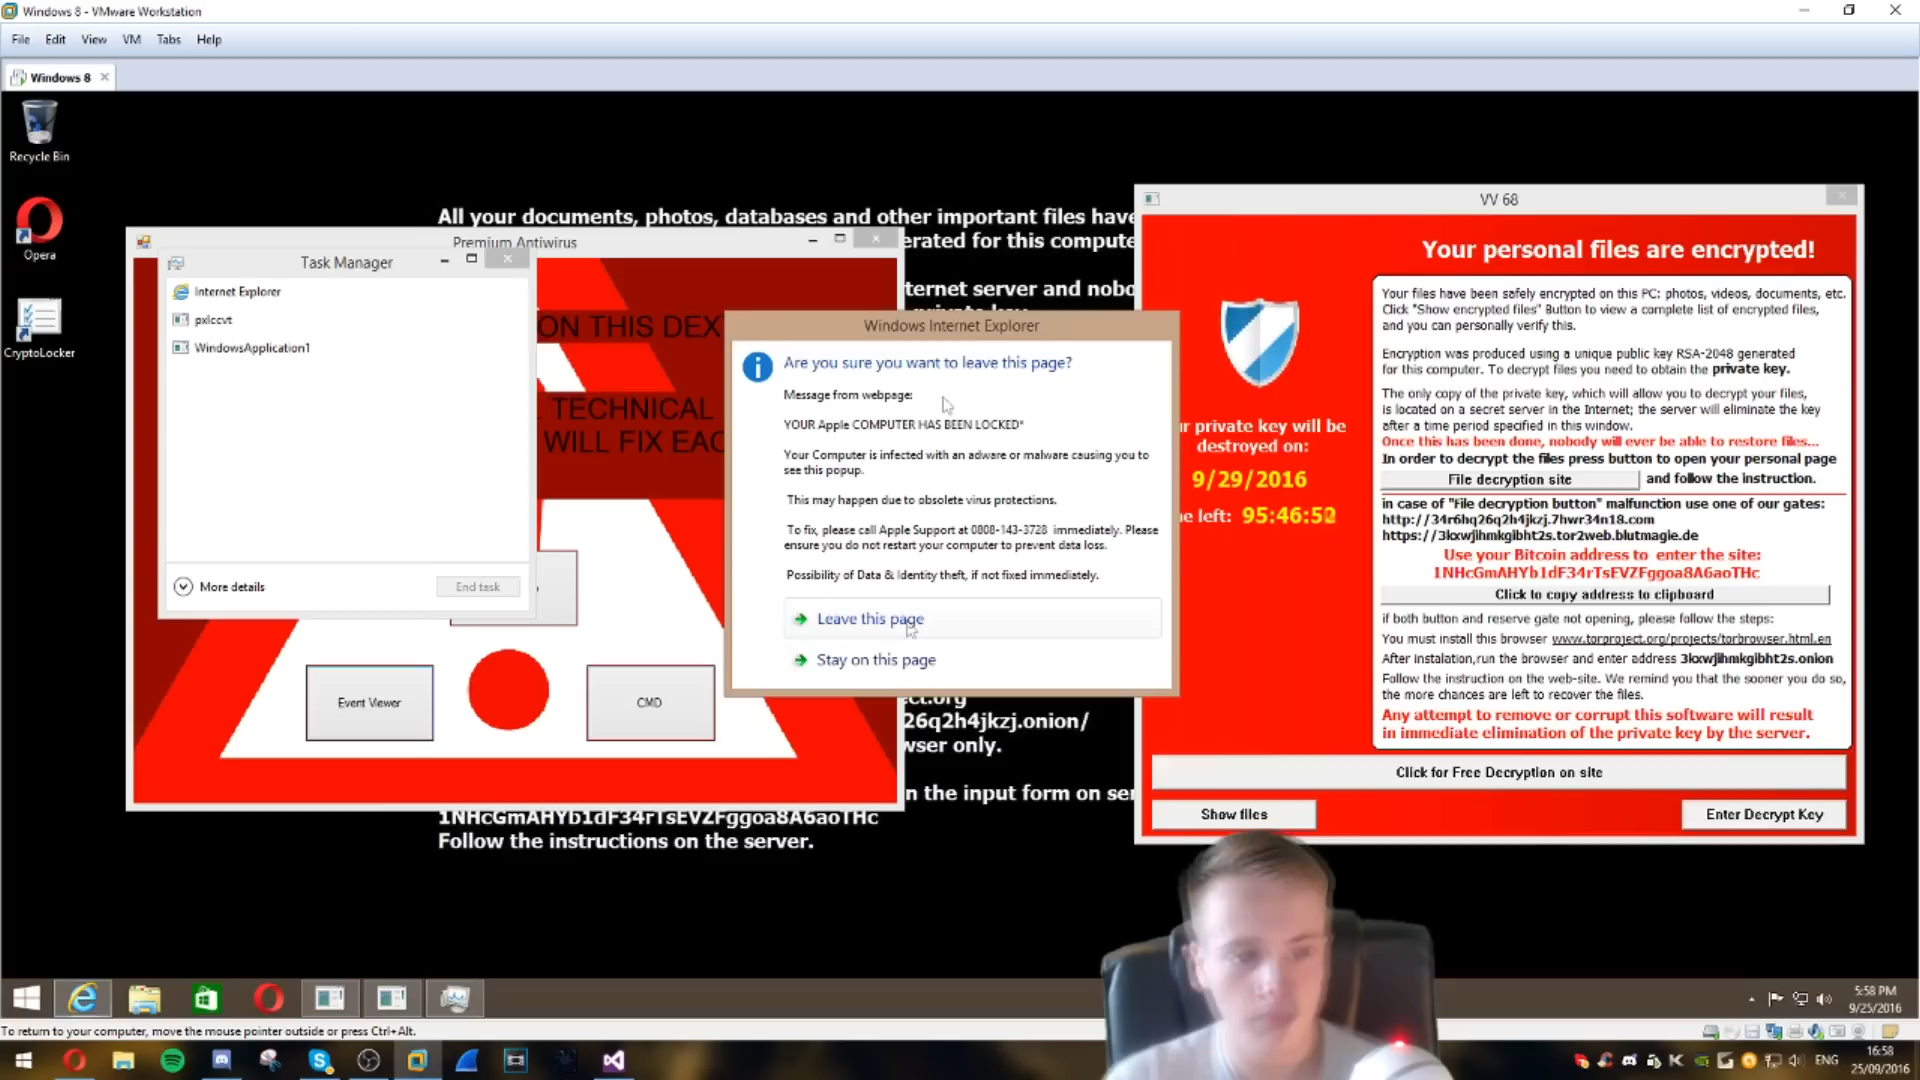 Windows 8 - VMware Workstation
File Edit View VM Tabs Help
Windows 8
Recycle Bin
Opera
CryptoLocker
All your documents, photos, databases and other important files have
erated for this compute
ternet server and nobo
26q2h4jkzj.onion/
wser only.
n the input form on ser
1NHcGmAHYb1dF34rTsEVZFggoa8A6aoTHc
Follow the instructions on the server.
Premium Antiwirus
ON THIS DEX
TECHNICAL
WILL FIX EAC
Event Viewer
CMD
Task Manager
Internet Explorer
pxlccvt
WindowsApplication1
More details
End task
Windows Internet Explorer
Are you sure you want to leave this page?
Message from webpage:
YOUR Apple COMPUTER HAS BEEN LOCKED*
Your Computer is infected with an adware or malware causing you to
see this popup.
This may happen due to obsolete virus protections.
To fix, please call Apple Support at 0808-143-3728 immediately. Please
ensure you do not restart your computer to prevent data loss.
Possibility of Data & Identity theft, if not fixed immediately.
Leave this page
Stay on this page
VV 68
Your personal files are encrypted!
r private key will be
destroyed on:
9/29/2016
e left: 95:46:5
Your files have been safely encrypted on this PC: photos, videos, documents, etc.
Click "Show encrypted files" Button to view a complete list of encrypted files,
and you can personally verify this.
Encryption was produced using a unique public key RSA-2048 generated
for this computer. To decrypt files you need to obtain the private key.
The only copy of the private key, which will allow you to decrypt your files,
is located on a secret server in the Internet; the server will eliminate the key
after a time period specified in this window.
Once this has been done, nobody will ever be able to restore files...
In order to decrypt the files press button to open your personal page
File decryption site and follow the instruction.
in case of "File decryption button" malfunction use one of our gates:
http://34r6hq26q2h4jkzj.7hwr34n18.com
https://3kxwjihmkgibht2s.tor2web.blutmagie.de
Use your Bitcoin address to enter the site:
1NHcGmAHYb1dF34rTsEVZFggoa8A6aoTHc
Click to copy address to clipboard
if both button and reserve gate not opening, please follow the steps:
You must install this browser www.torproject.org/projects/torbrowser.html.en
After instalation,run the browser and enter address 3kxwjihmkgibht2s.onion
Follow the instruction on the web-site. We remind you that the sooner you do so,
the more chances are left to recover the files.
Any attempt to remove or corrupt this software will result
in immediate elimination of the private key by the server.
Click for Free Decryption on site
Show files
Enter Decrypt Key
5:58 PM
9/25/2016
To return to your computer, move the mouse pointer outside or press Ctrl+Alt.
ENG
16:58
25/09/2016